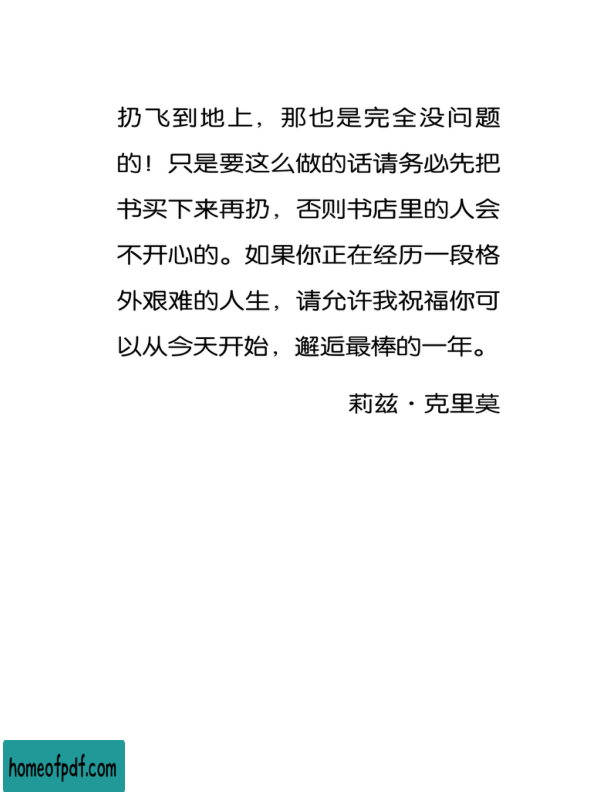 扔飞到地上，那也是完全没问题
的！只是要这么做的话请务必先把
书买下来再扔，否则书店里的人会
不开心的。如果你正在经历一段格
外艰难的人生，请允许我祝福你可
以从今天开始，邂逅最棒的一年。
莉兹·克里莫
homeofpdf.com